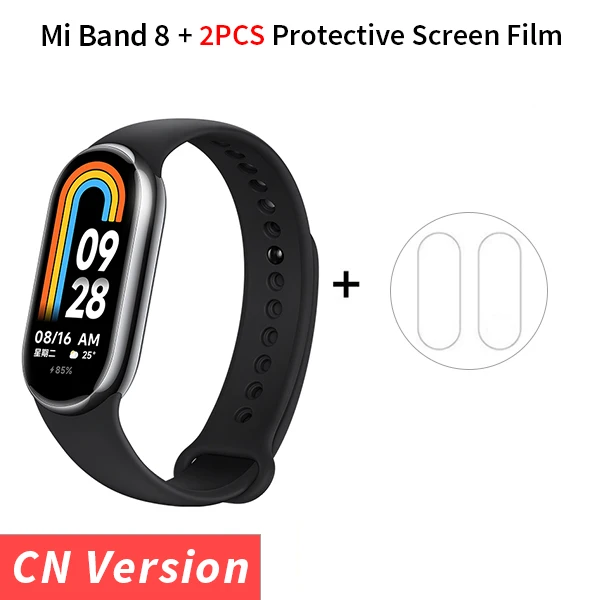 Mi Band 8 + 2PCS Protective Screen Film
09
28
08/16 AM
星期二 25°
85%
+
CN Version